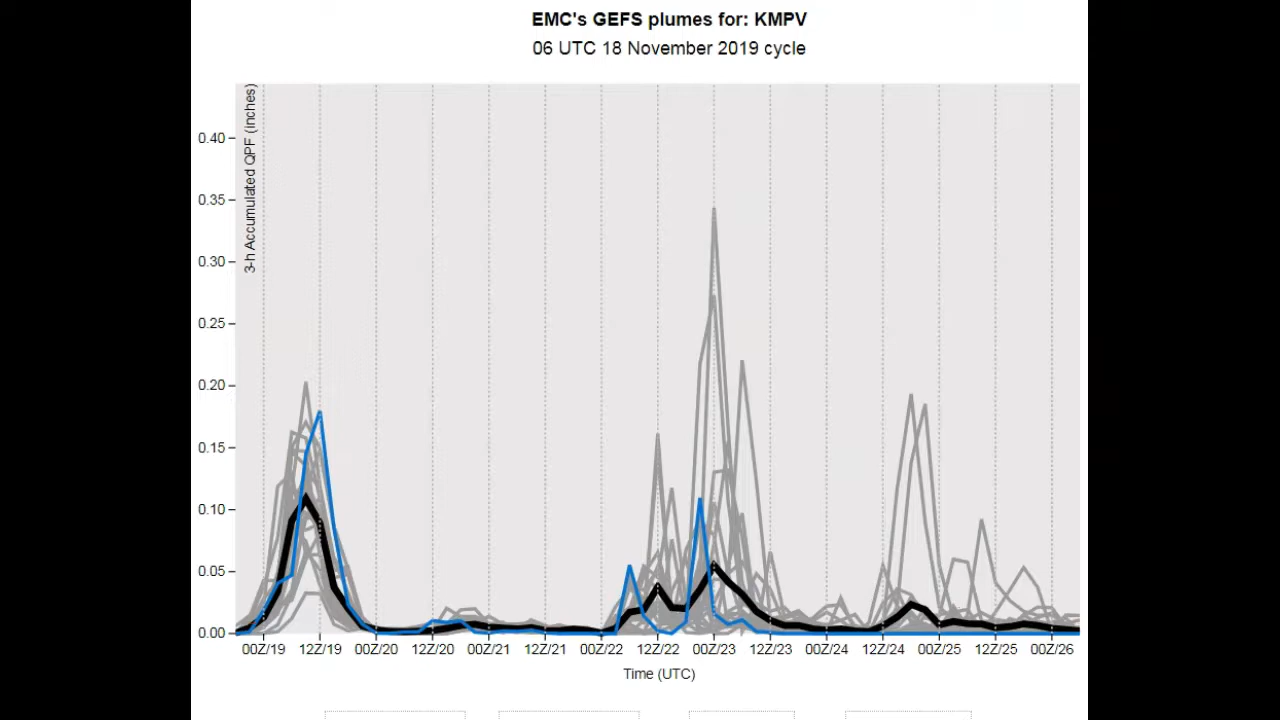 EMC's GEFS plumes for: KMPV
06 UTC 18 November 2019 cycle
3-h Accumulated QPF (inches)
0.40
0.35
0.30
0.25
0.20
0.15
0.10
0.05
0.00
00Z/19 12Z/19 00Z/20 12Z/20 00Z/21 12Z/21 00Z/22 12Z/22 00Z/23 12Z/23 00Z/24 12Z/24 00Z/25 12Z/25 00Z/26
Time (UTC)